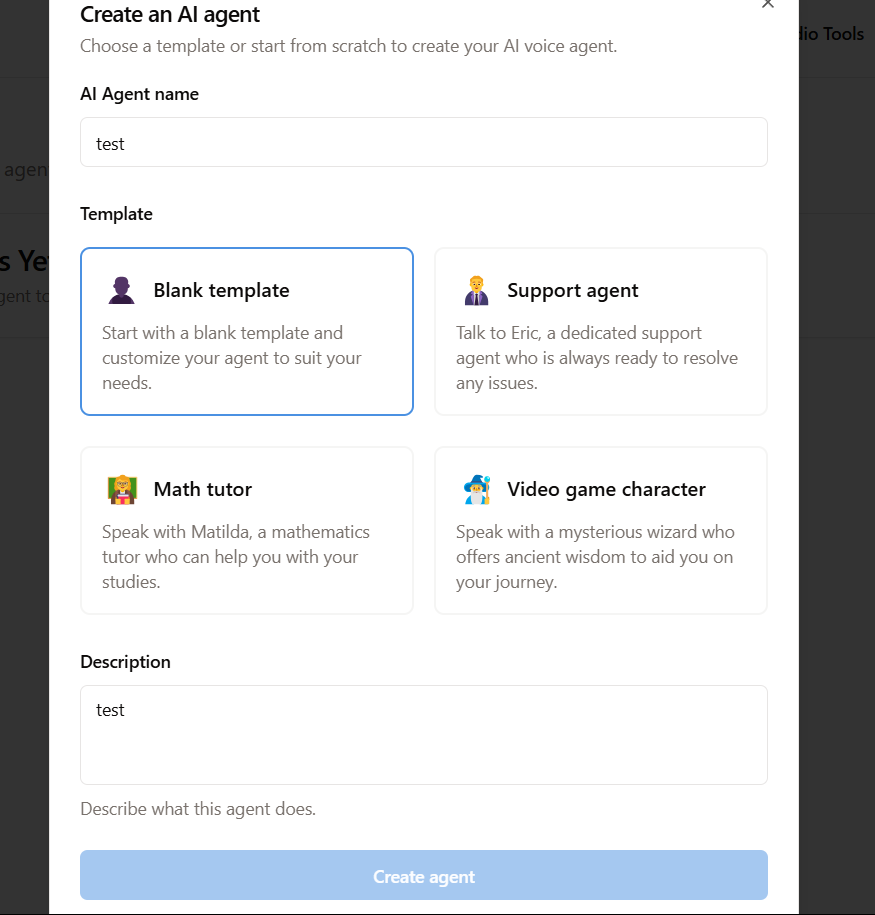 Create an AI agent
Choose a template or start from scratch to create your AI voice agent.
dio Tools
AI Agent name
test
agen
Template
s Ye
gent to
Blank template
Start with a blank template and
customize your agent to suit your
needs.
Support agent
Talk to Eric, a dedicated support
agent who is always ready to resolve
any issues.
Math tutor
Speak with Matilda, a mathematics
tutor who can help you with your
studies.
Video game character
Speak with a mysterious wizard who
offers ancient wisdom to aid you on
your journey.
Description
test
Describe what this agent does.
Create agent